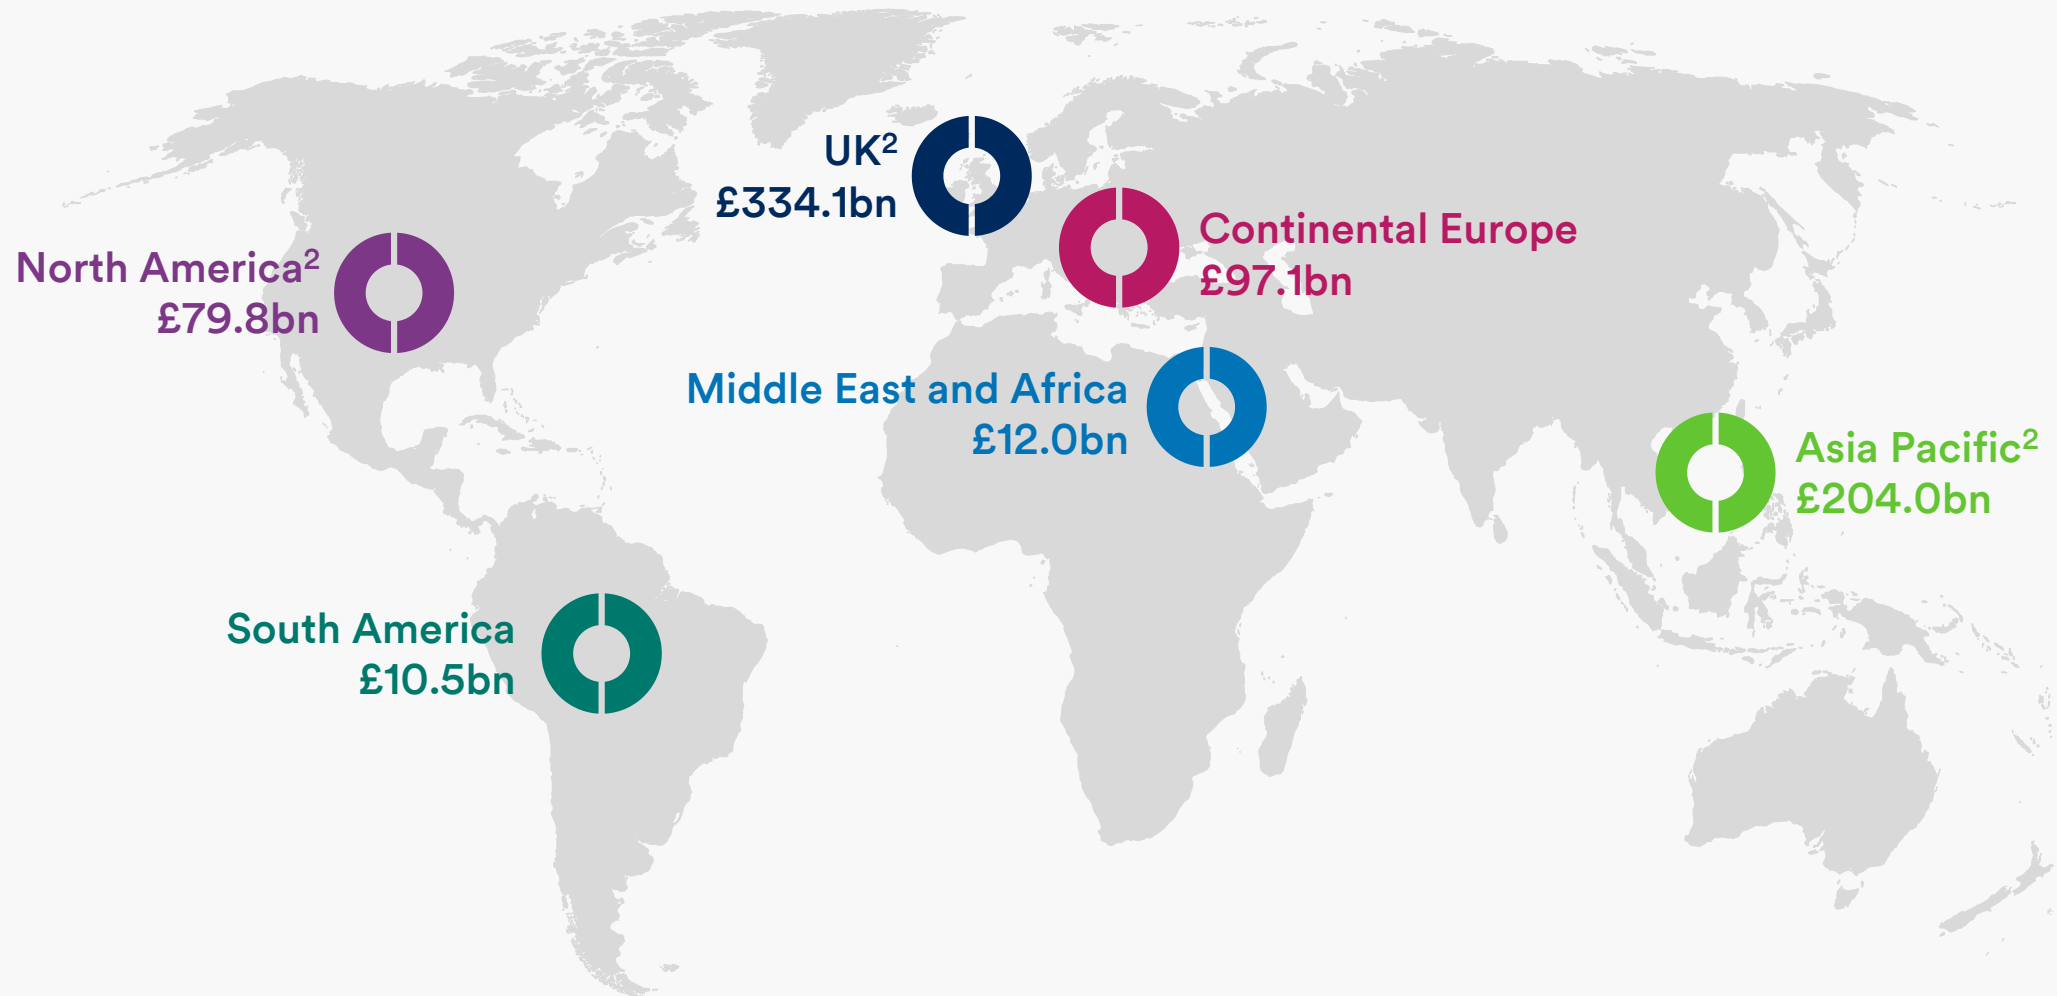 UK²
£334.1bn
Continental Europe
£97.1bn
North America²
£79.8bn
Middle East and Africa
£12.0bn
Asia Pacific²
£204.0bn
South America
£10.5bn